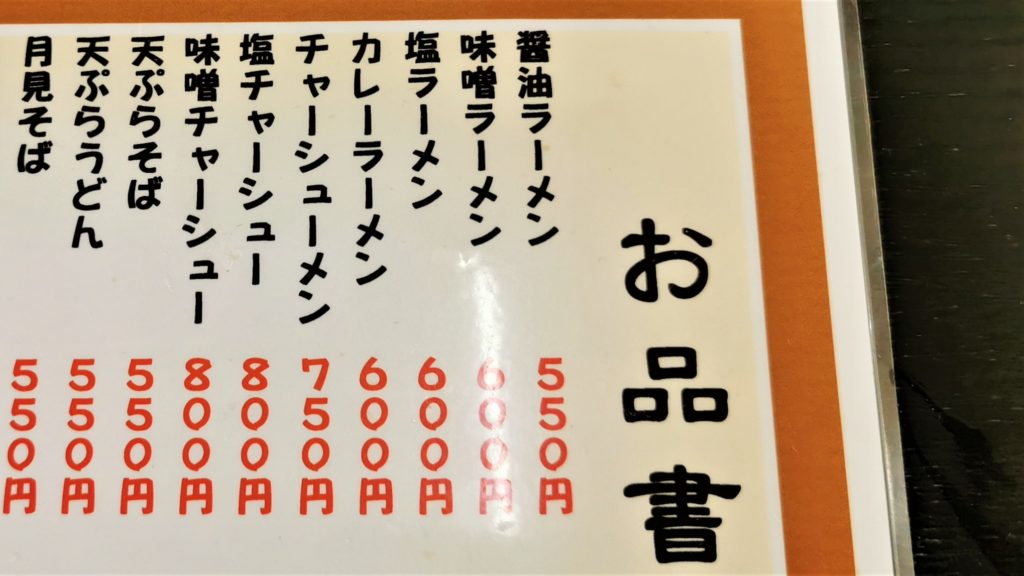 お品書
醤油ラーメン 550円
味噌ラーメン 600円
塩ラーメン 600円
カレーラーメン 600円
チャーシューメン 750円
塩チャーシュー 800円
味噌チャーシュー 800円
天ぷらそば 550円
天ぷらうどん 550円
月見そば 550円